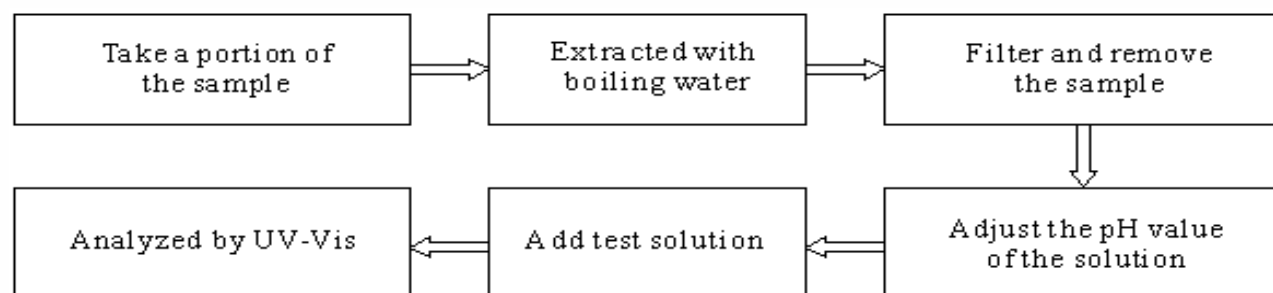 Take a portion of
the sample
Extracted with
boiling water
Filter and remove
the sample
Adjust the pH value
of the solution
Add test solution
Analyzed by UV-Vis